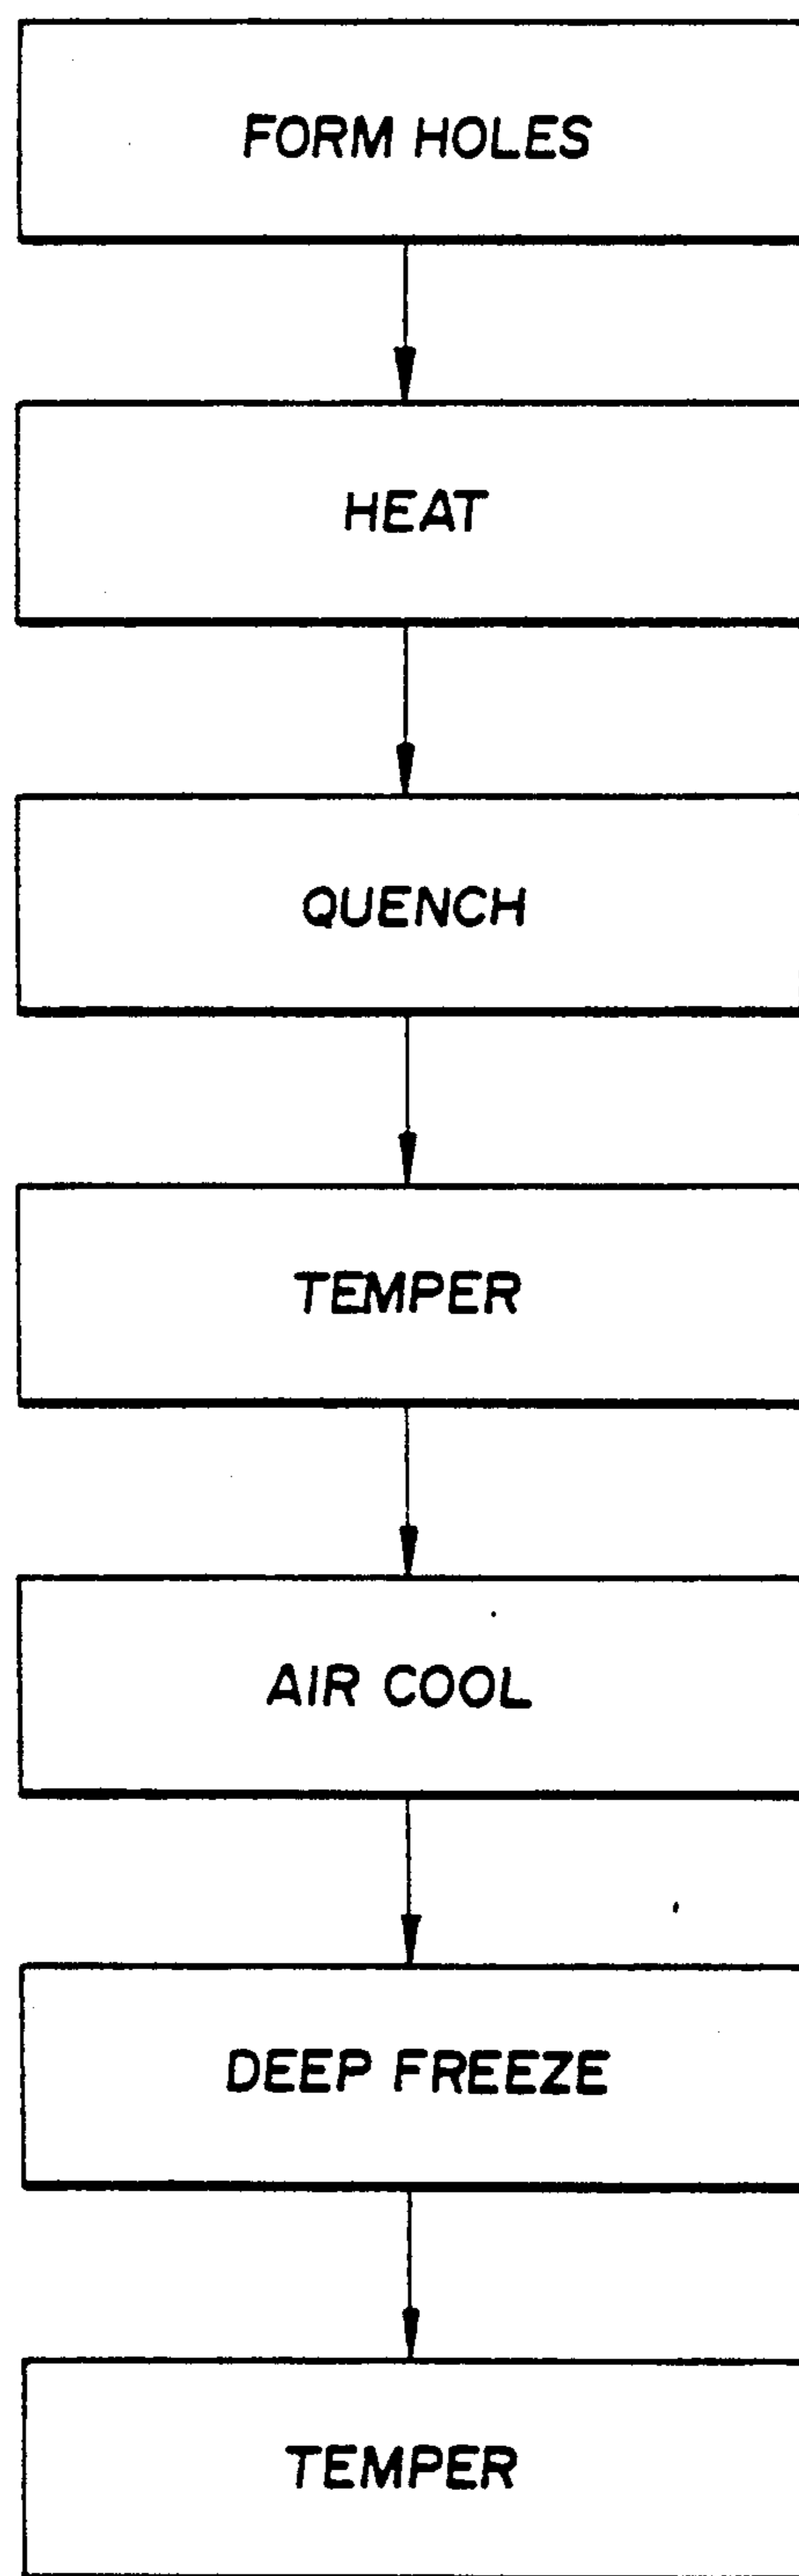 FORM HOLES
HEAT
QUENCH
TEMPER
AIR COOL
DEEP FREEZE
TEMPER